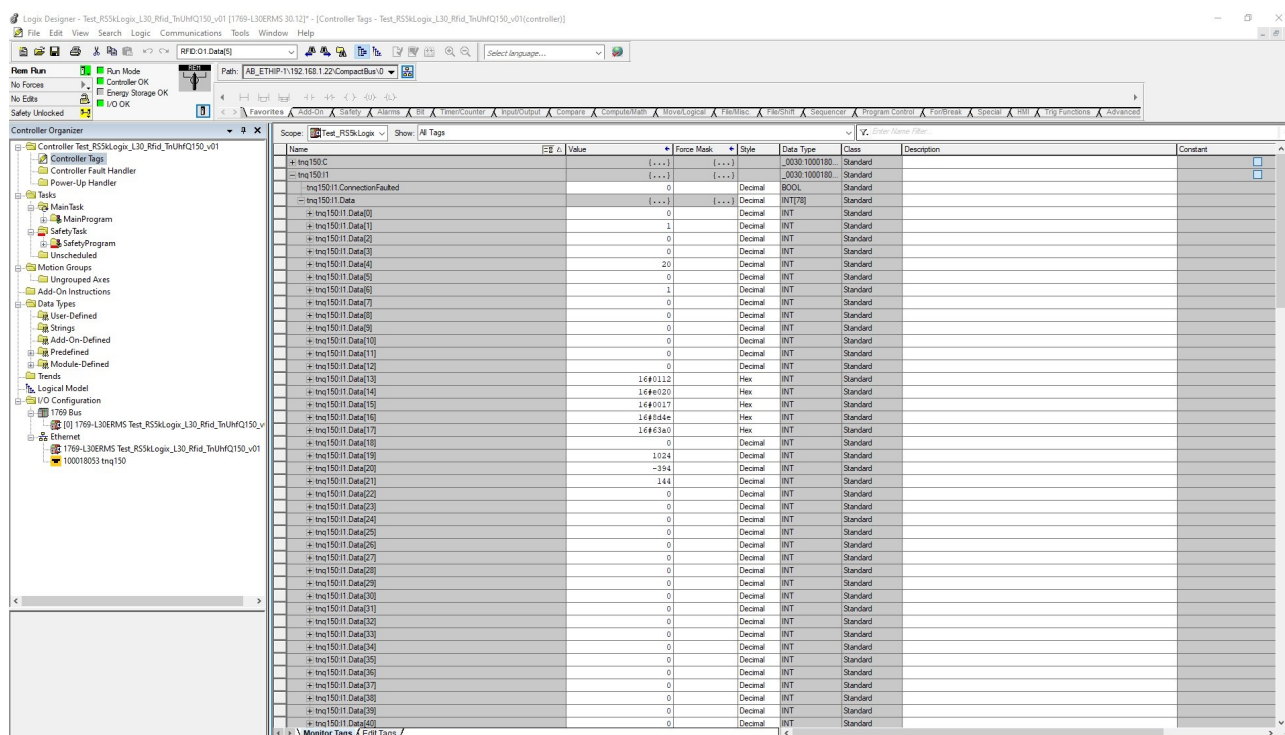 Logix Designer - Test_RS5kLogix_L30_Rfid_TnUhfQ150_v01 [1769-L30ERMS 30.12]* - [Controller Tags - Test_RS5kLogix_L30_Rfid_TnUhfQ150_v01(controller)]
File Edit View Search Logic Communications Tools Window Help
RFID:O1.Data[5] Select language...
Rem Run Run Mode REM Path: AB_ETHIP-1\192.168.1.22\CompactBus\0
No Forces Controller OK
No Edits Energy Storage OK
Safety Unlocked I/O OK
Favorites Add-On Safety Alarms Bit Timer/Counter Input/Output Compare Compute/Math Move/Logical File/Misc. File/Shift Sequencer Program Control For/Break Special HMI Trig Functions Advanced
Controller Organizer
Controller Test_RS5kLogix_L30_Rfid_TnUhfQ150_v01
Controller Tags
Controller Fault Handler
Power-Up Handler
Tasks
MainTask
MainProgram
SafetyTask
SafetyProgram
Unscheduled
Motion Groups
Ungrouped Axes
Add-On Instructions
Data Types
User-Defined
Strings
Add-On-Defined
Predefined
Module-Defined
Trends
Logical Model
I/O Configuration
1769 Bus
[0] 1769-L30ERMS Test_RS5kLogix_L30_Rfid_TnUhfQ150_v
Ethernet
1769-L30ERMS Test_RS5kLogix_L30_Rfid_TnUhfQ150_v01
100018053 tnq150
Scope: Test_RS5kLogix Show: All Tags Enter Name Filter...
Name Value Force Mask Style Data Type Class Description Constant
tnq150:C {...} {...} _0030:1000180... Standard
tnq150:I1 {...} {...} _0030:1000180... Standard
tnq150:I1.ConnectionFaulted 0 Decimal BOOL Standard
tnq150:I1.Data {...} {...} Decimal INT[78] Standard
tnq150:I1.Data[0] 0 Decimal INT Standard
tnq150:I1.Data[1] 1 Decimal INT Standard
tnq150:I1.Data[2] 0 Decimal INT Standard
tnq150:I1.Data[3] 0 Decimal INT Standard
tnq150:I1.Data[4] 20 Decimal INT Standard
tnq150:I1.Data[5] 0 Decimal INT Standard
tnq150:I1.Data[6] 1 Decimal INT Standard
tnq150:I1.Data[7] 0 Decimal INT Standard
tnq150:I1.Data[8] 0 Decimal INT Standard
tnq150:I1.Data[9] 0 Decimal INT Standard
tnq150:I1.Data[10] 0 Decimal INT Standard
tnq150:I1.Data[11] 0 Decimal INT Standard
tnq150:I1.Data[12] 0 Decimal INT Standard
tnq150:I1.Data[13] 16#0112 Hex INT Standard
tnq150:I1.Data[14] 16#e020 Hex INT Standard
tnq150:I1.Data[15] 16#0017 Hex INT Standard
tnq150:I1.Data[16] 16#8d4e Hex INT Standard
tnq150:I1.Data[17] 16#63a0 Hex INT Standard
tnq150:I1.Data[18] 0 Decimal INT Standard
tnq150:I1.Data[19] 1024 Decimal INT Standard
tnq150:I1.Data[20] -394 Decimal INT Standard
tnq150:I1.Data[21] 144 Decimal INT Standard
tnq150:I1.Data[22] 0 Decimal INT Standard
tnq150:I1.Data[23] 0 Decimal INT Standard
tnq150:I1.Data[24] 0 Decimal INT Standard
tnq150:I1.Data[25] 0 Decimal INT Standard
tnq150:I1.Data[26] 0 Decimal INT Standard
tnq150:I1.Data[27] 0 Decimal INT Standard
tnq150:I1.Data[28] 0 Decimal INT Standard
tnq150:I1.Data[29] 0 Decimal INT Standard
tnq150:I1.Data[30] 0 Decimal INT Standard
tnq150:I1.Data[31] 0 Decimal INT Standard
tnq150:I1.Data[32] 0 Decimal INT Standard
tnq150:I1.Data[33] 0 Decimal INT Standard
tnq150:I1.Data[34] 0 Decimal INT Standard
tnq150:I1.Data[35] 0 Decimal INT Standard
tnq150:I1.Data[36] 0 Decimal INT Standard
tnq150:I1.Data[37] 0 Decimal INT Standard
tnq150:I1.Data[38] 0 Decimal INT Standard
tnq150:I1.Data[39] 0 Decimal INT Standard
tnq150:I1.Data[40] 0 Decimal INT Standard
Monitor Tags Edit Tags